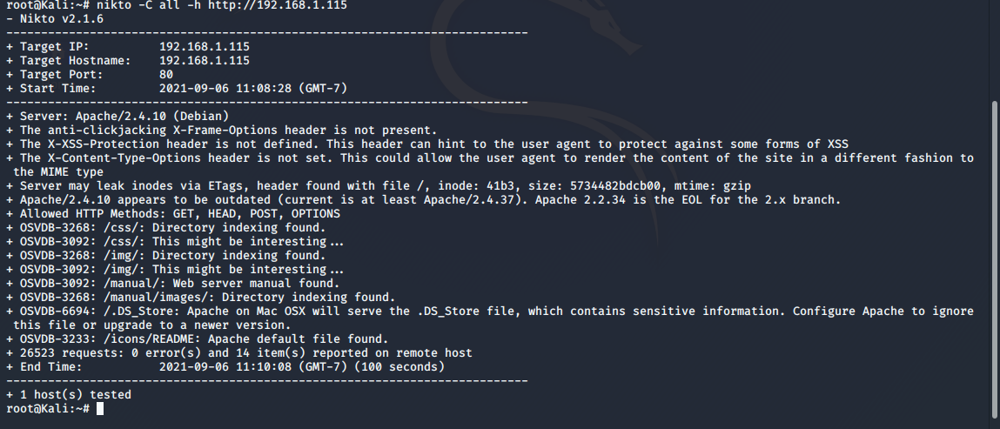 root@Kali:~# nikto -C all -h http://192.168.1.115
- Nikto v2.1.6
---------------------------------------------------------------------------
+ Target IP:          192.168.1.115
+ Target Hostname:    192.168.1.115
+ Target Port:        80
+ Start Time:         2021-09-06 11:08:28 (GMT-7)
---------------------------------------------------------------------------
+ Server: Apache/2.4.10 (Debian)
+ The anti-clickjacking X-Frame-Options header is not present.
+ The X-XSS-Protection header is not defined. This header can hint to the user agent to protect against some forms of XSS
+ The X-Content-Type-Options header is not set. This could allow the user agent to render the content of the site in a different fashion to
the MIME type
+ Server may leak inodes via ETags, header found with file /, inode: 41b3, size: 5734482bdcb00, mtime: gzip
+ Apache/2.4.10 appears to be outdated (current is at least Apache/2.4.37). Apache 2.2.34 is the EOL for the 2.x branch.
+ Allowed HTTP Methods: GET, HEAD, POST, OPTIONS
+ OSVDB-3268: /css/: Directory indexing found.
+ OSVDB-3092: /css/: This might be interesting...
+ OSVDB-3268: /img/: Directory indexing found.
+ OSVDB-3092: /img/: This might be interesting...
+ OSVDB-3092: /manual/: Web server manual found.
+ OSVDB-3268: /manual/images/: Directory indexing found.
+ OSVDB-6694: /.DS_Store: Apache on Mac OSX will serve the .DS_Store file, which contains sensitive information. Configure Apache to ignore
this file or upgrade to a newer version.
+ OSVDB-3233: /icons/README: Apache default file found.
+ 26523 requests: 0 error(s) and 14 item(s) reported on remote host
+ End Time:           2021-09-06 11:10:08 (GMT-7) (100 seconds)
---------------------------------------------------------------------------
+ 1 host(s) tested
root@Kali:~#